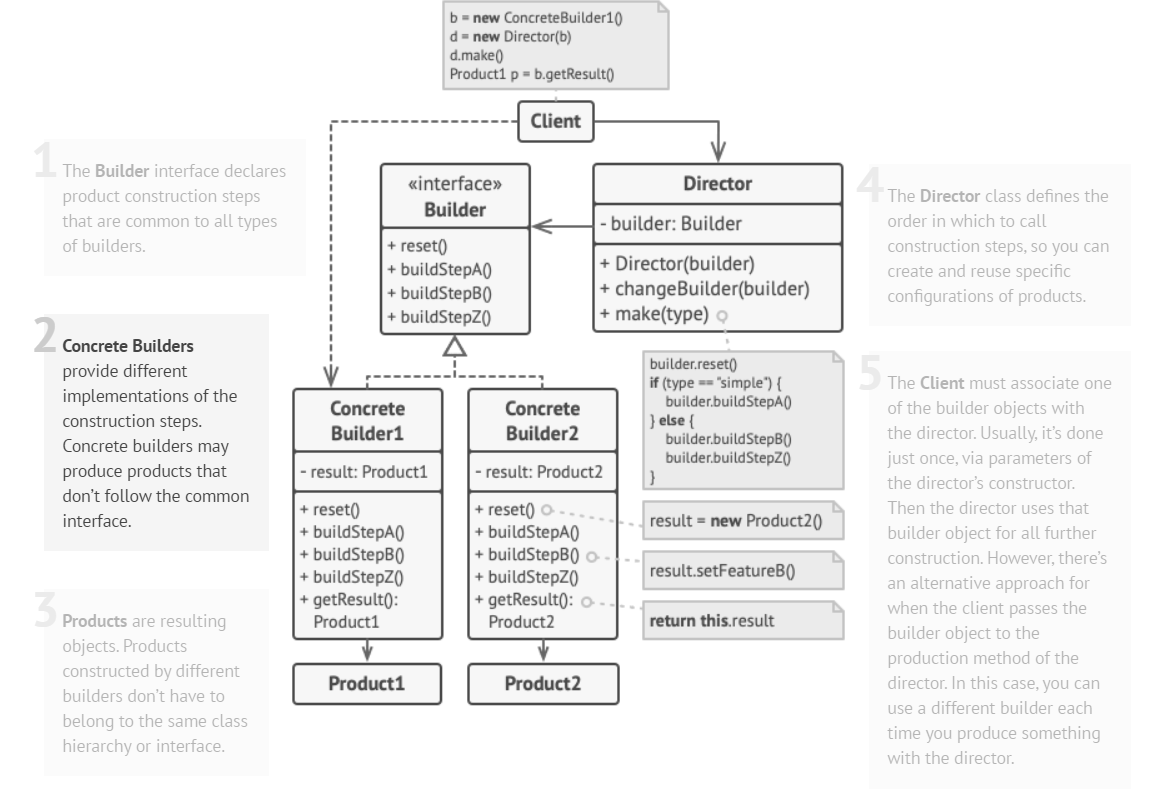 b = new ConcreteBuilder1()
d = new Director(b)
d.make()
Product1 p = b.getResult()
Client
1
The Builder interface declares
product construction steps
that are common to all types
of builders.
«interface»
Builder
+ reset()
+ buildStepA()
+ buildStepB()
+ buildStepZ()
Director
- builder: Builder
+ Director(builder)
+ changeBuilder(builder)
+ make(type)
4
The Director class defines the
order in which to call
construction steps, so you can
create and reuse specific
configurations of products.
2
Concrete Builders
provide different
implementations of the
construction steps.
Concrete builders may
produce products that
don’t follow the common
interface.
builder.reset()
if (type == "simple") {
builder.buildStepA()
} else {
builder.buildStepB()
builder.buildStepZ()
}
5
The Client must associate one
of the builder objects with
the director. Usually, it’s done
just once, via parameters of
the director’s constructor.
Then the director uses that
builder object for all further
construction. However, there’s
an alternative approach for
when the client passes the
builder object to the
production method of the
director. In this case, you can
use a different builder each
time you produce something
with the director.
Concrete
Builder1
- result: Product1
+ reset()
+ buildStepA()
+ buildStepB()
+ buildStepZ()
+ getResult():
Product1
Concrete
Builder2
- result: Product2
+ reset()
+ buildStepA()
+ buildStepB()
+ buildStepZ()
+ getResult():
Product2
result = new Product2()
result.setFeatureB()
return this.result
3
Products are resulting
objects. Products
constructed by different
builders don’t have to
belong to the same class
hierarchy or interface.
Product1
Product2